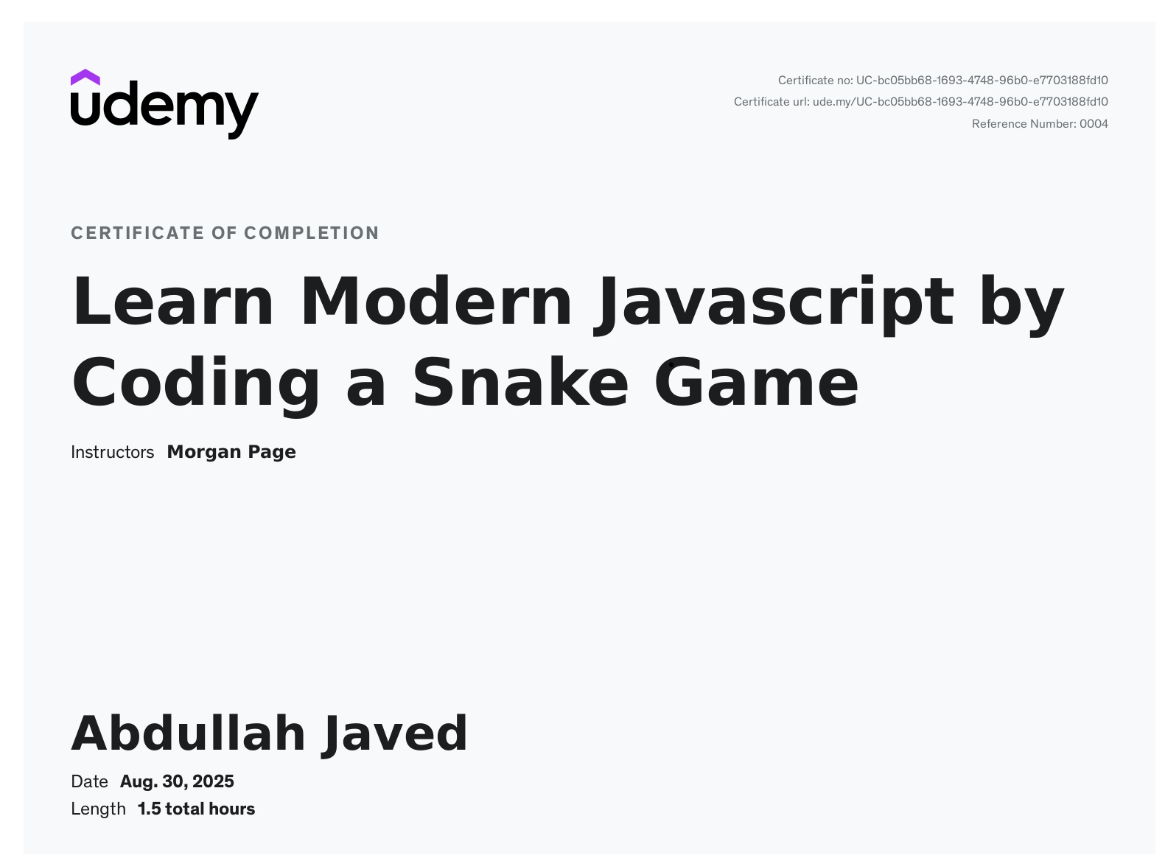 udemy
Certificate no: UC-bc05bb68-1693-4748-96b0-e7703188fd10
Certificate url: ude.my/UC-bc05bb68-1693-4748-96b0-e7703188fd10
Reference Number: 0004
CERTIFICATE OF COMPLETION
Learn Modern Javascript by
Coding a Snake Game
Instructors Morgan Page
Abdullah Javed
Date Aug. 30, 2025
Length 1.5 total hours